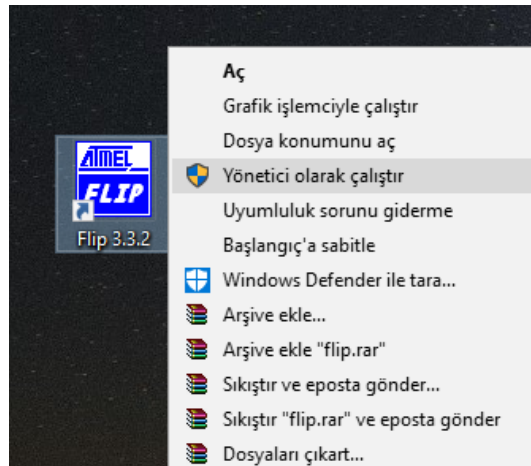 ATMEL
FLIP
Flip 3.3.2
Aç
Grafik işlemciyle çalıştır
Dosya konumunu aç
Yönetici olarak çalıştır
Uyumluluk sorunu giderme
Başlangıç'a sabitle
Windows Defender ile tara...
Arşive ekle...
Arşive ekle "flip.rar"
Sıkıştır ve eposta gönder...
Sıkıştır "flip.rar" ve eposta gönder
Dosyaları çıkart...